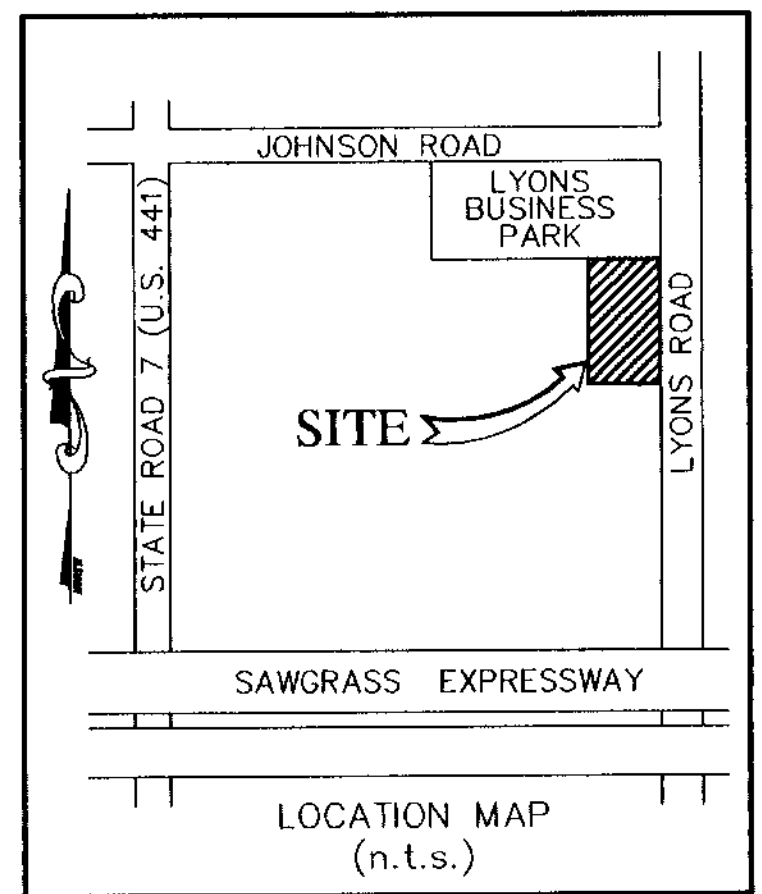 JOHNSON ROAD
LYONS
BUSINESS
PARK
STATE ROAD 7 (U.S. 441)
LYONS ROAD
SITE
SAWGRASS EXPRESSWAY
LOCATION MAP
(n.t.s.)